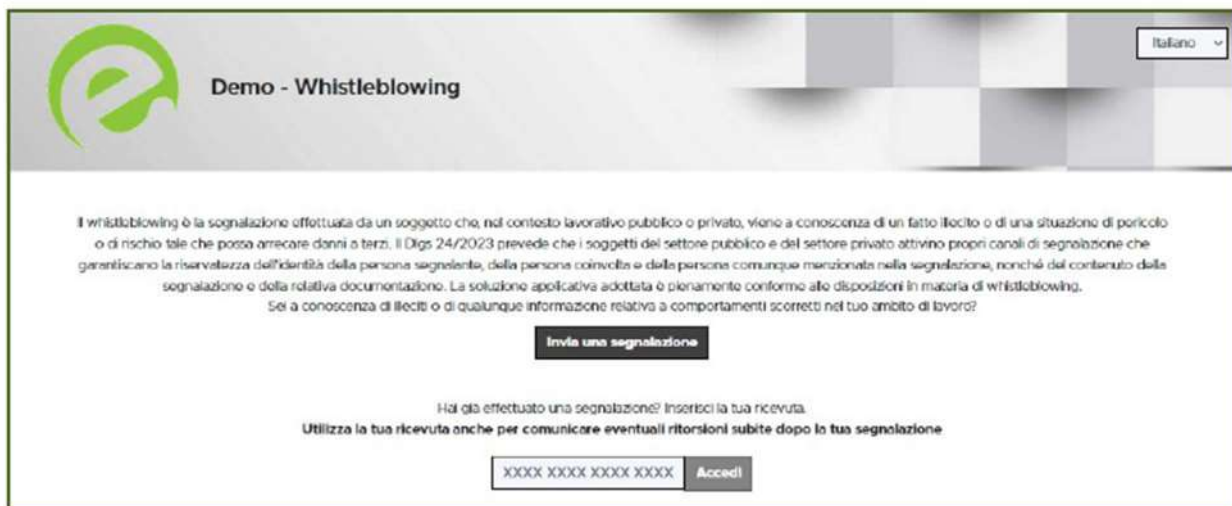 Italiano
Demo - Whistleblowing
Il whistleblowing è la segnalazione effettuata da un soggetto che, nel contesto lavorativo pubblico o privato, viene a conoscenza di un fatto illecito o di una situazione di pericolo
o di rischio tale che possa arrecare danni a terzi. Il Dlgs 24/2023 prevede che i soggetti del settore pubblico e del settore privato attivino propri canali di segnalazione che
garantiscano la riservatezza dell'identità della persona segnalante, della persona coinvolta e della persona comunque menzionata nella segnalazione, nonché del contenuto della
segnalazione e della relativa documentazione. La soluzione applicativa adottata è pienamente conforme alle disposizioni in materia di whistleblowing.
Sei a conoscenza di illeciti o di qualunque informazione relativa a comportamenti scorretti nel tuo ambito di lavoro?
Invia una segnalazione
Hai già effettuato una segnalazione? Inserisci la tua ricevuta.
Utilizza la tua ricevuta anche per comunicare eventuali ritorsioni subite dopo la tua segnalazione
XXXX XXXX XXXX XXXX Accedi